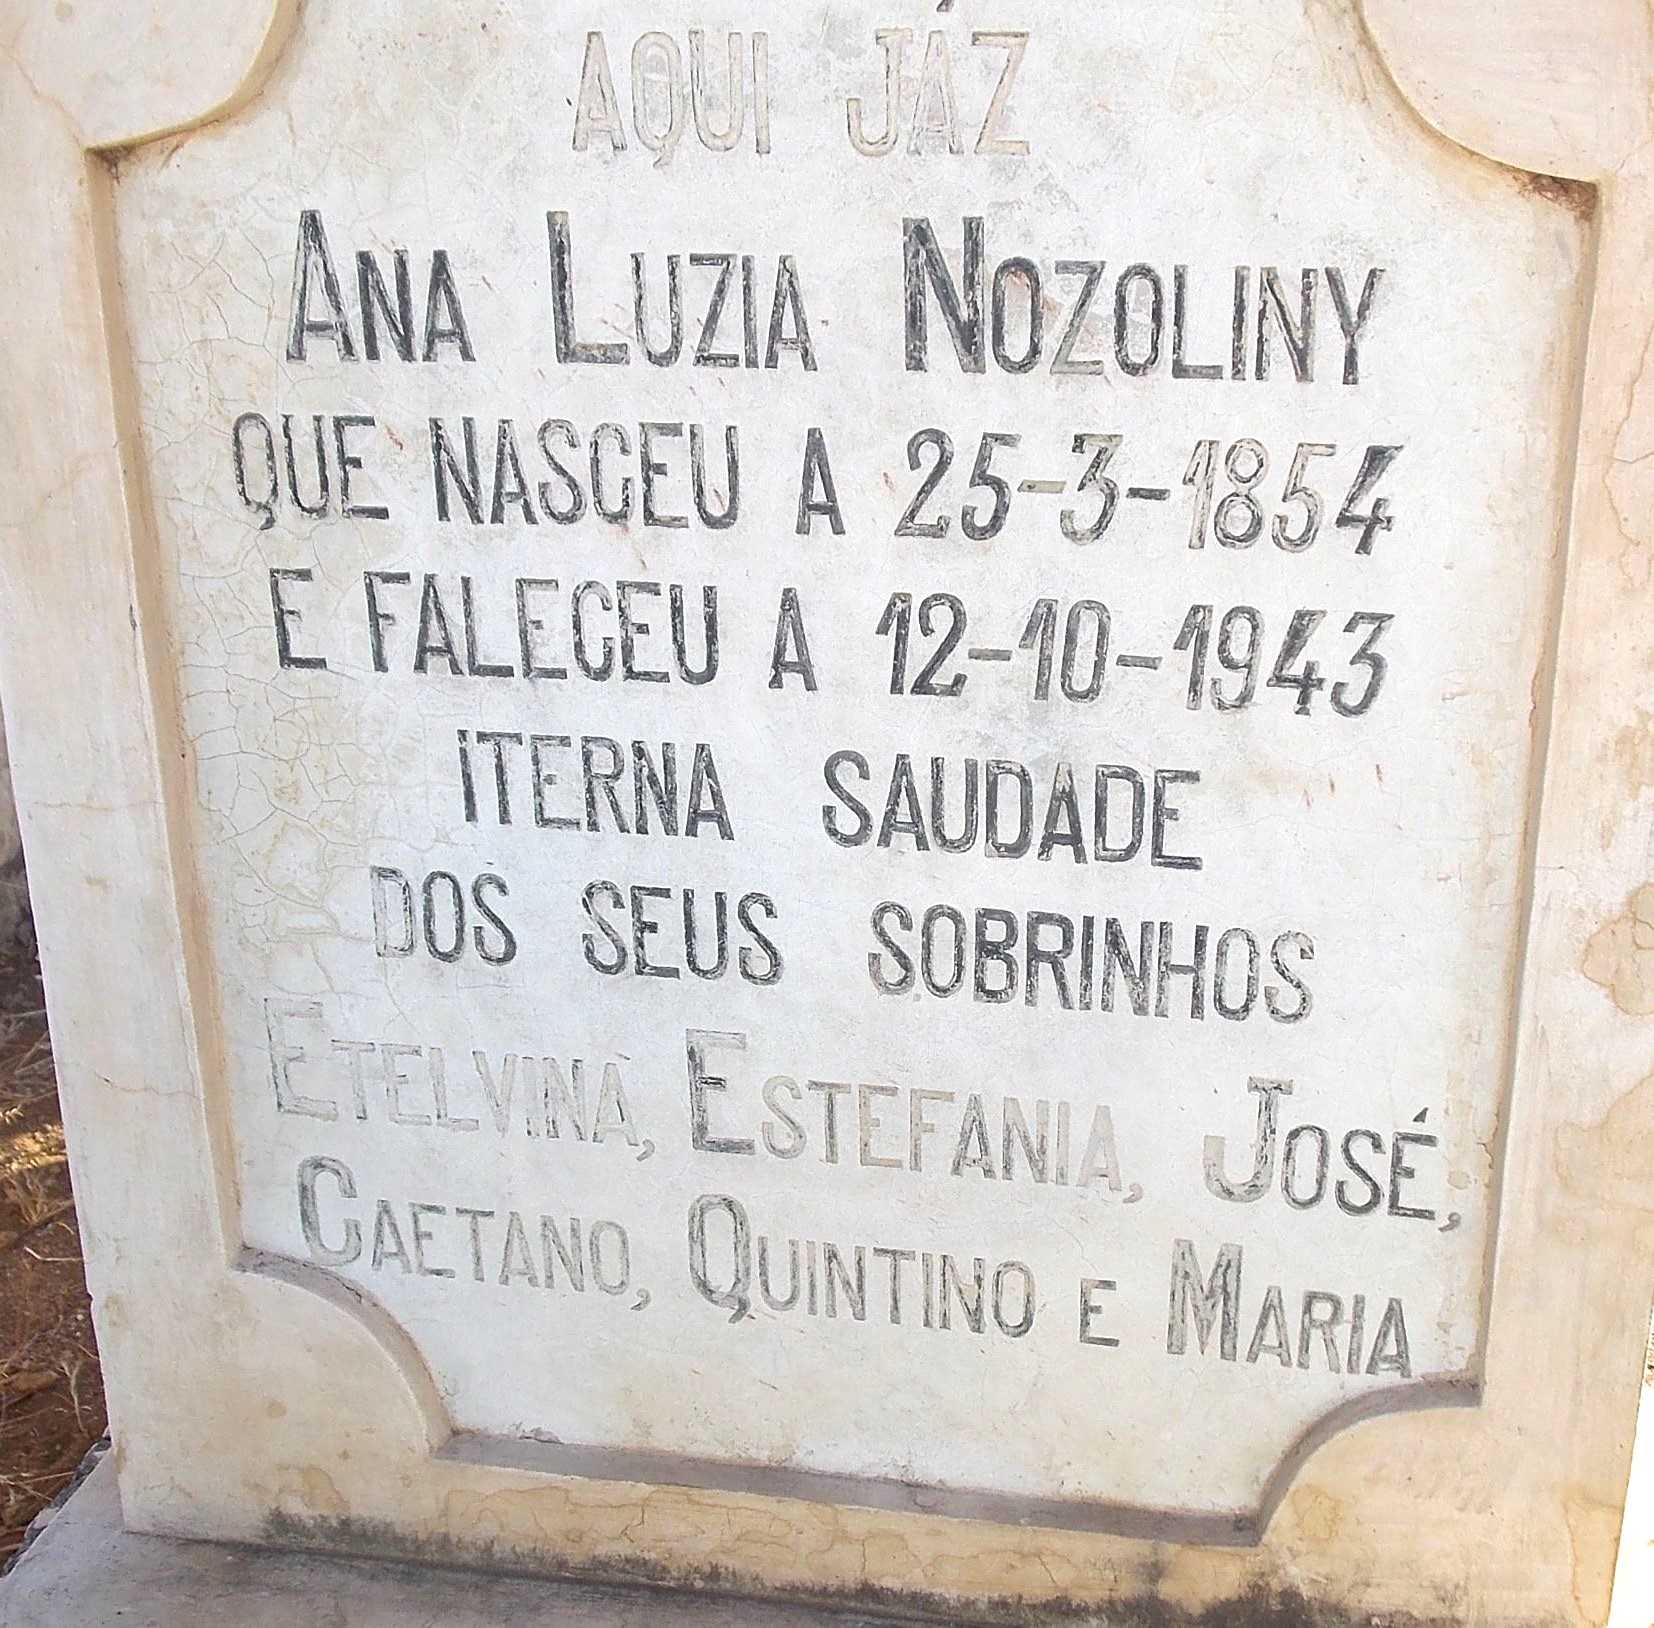 AQUI JÁZ
ANA LUZIA NOZOLINY
QUE NASCEU A 25-3-1854
E FALECEU A 12-10-1943
ITERNA SAUDADE
DOS SEUS SOBRINHOS
ETELVINA, ESTEFANIA, JOSÉ,
CAETANO, QUINTINO E MARIA